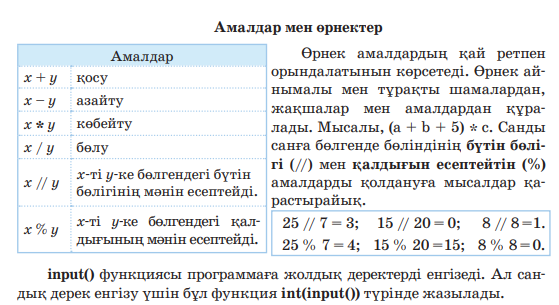 Амалдар мен өрнектер
Амалдар
x + y қосу
x – y азайту
x * y көбейту
x / y бөлу
x // y x-ті y-ке бөлгендегі бүтін
бөлігінің мәнін есептейді.
x % y x-ті y-ке бөлгендегі қал-
дығының мәнін есептейді.
Өрнек амалдардың қай ретпен
орындалатынын көрсетеді. Өрнек ай-
нымалы мен тұрақты шамалардан,
жақшалар мен амалдардан құра-
лады. Мысалы, (a + b + 5) * c. Санды
санға бөлгенде бөліндінің бүтін бөлі-
гі (//) мен қалдығын есептейтін (%)
амалдарды қолдануға мысалдар қа-
растырайық.
25 // 7 = 3; 15 // 20 = 0; 8 // 8=1.
25 % 7 = 4; 15 % 20 =15; 8 % 8=0.
input() функциясы программаға жолдық деректерді енгізеді. Ал сан-
дық дерек енгізу үшін бұл функция int(input()) түрінде жазылады.